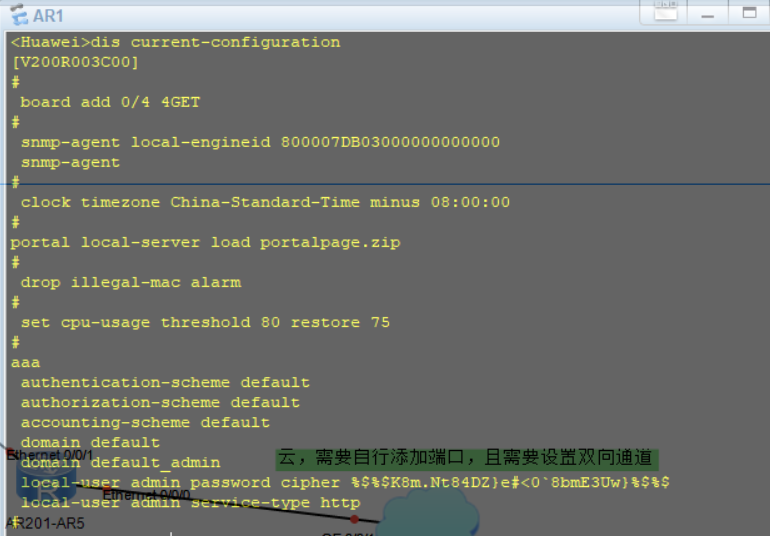 AR1
<Huawei>dis current-configuration
[V200R003C00]
#
board add 0/4 4GET
#
snmp-agent local-engineid 800007DB03000000000000
snmp-agent
#
clock timezone China-Standard-Time minus 08:00:00
#
portal local-server load portalpage.zip
#
drop illegal-mac alarm
#
set cpu-usage threshold 80 restore 75
#
aaa
authentication-scheme default
authorization-scheme default
accounting-scheme default
domain default
Ethernet 0/0/1
云，需要自行添加端口，且需要设置双向通道
domain default_admin
local-user admin password cipher %$%$K8m.Nt84DZ}e#<0`8bmE3Uw}%$%$
Ethernet 0/0/0
local-user admin service-type http
#
AR201-AR5